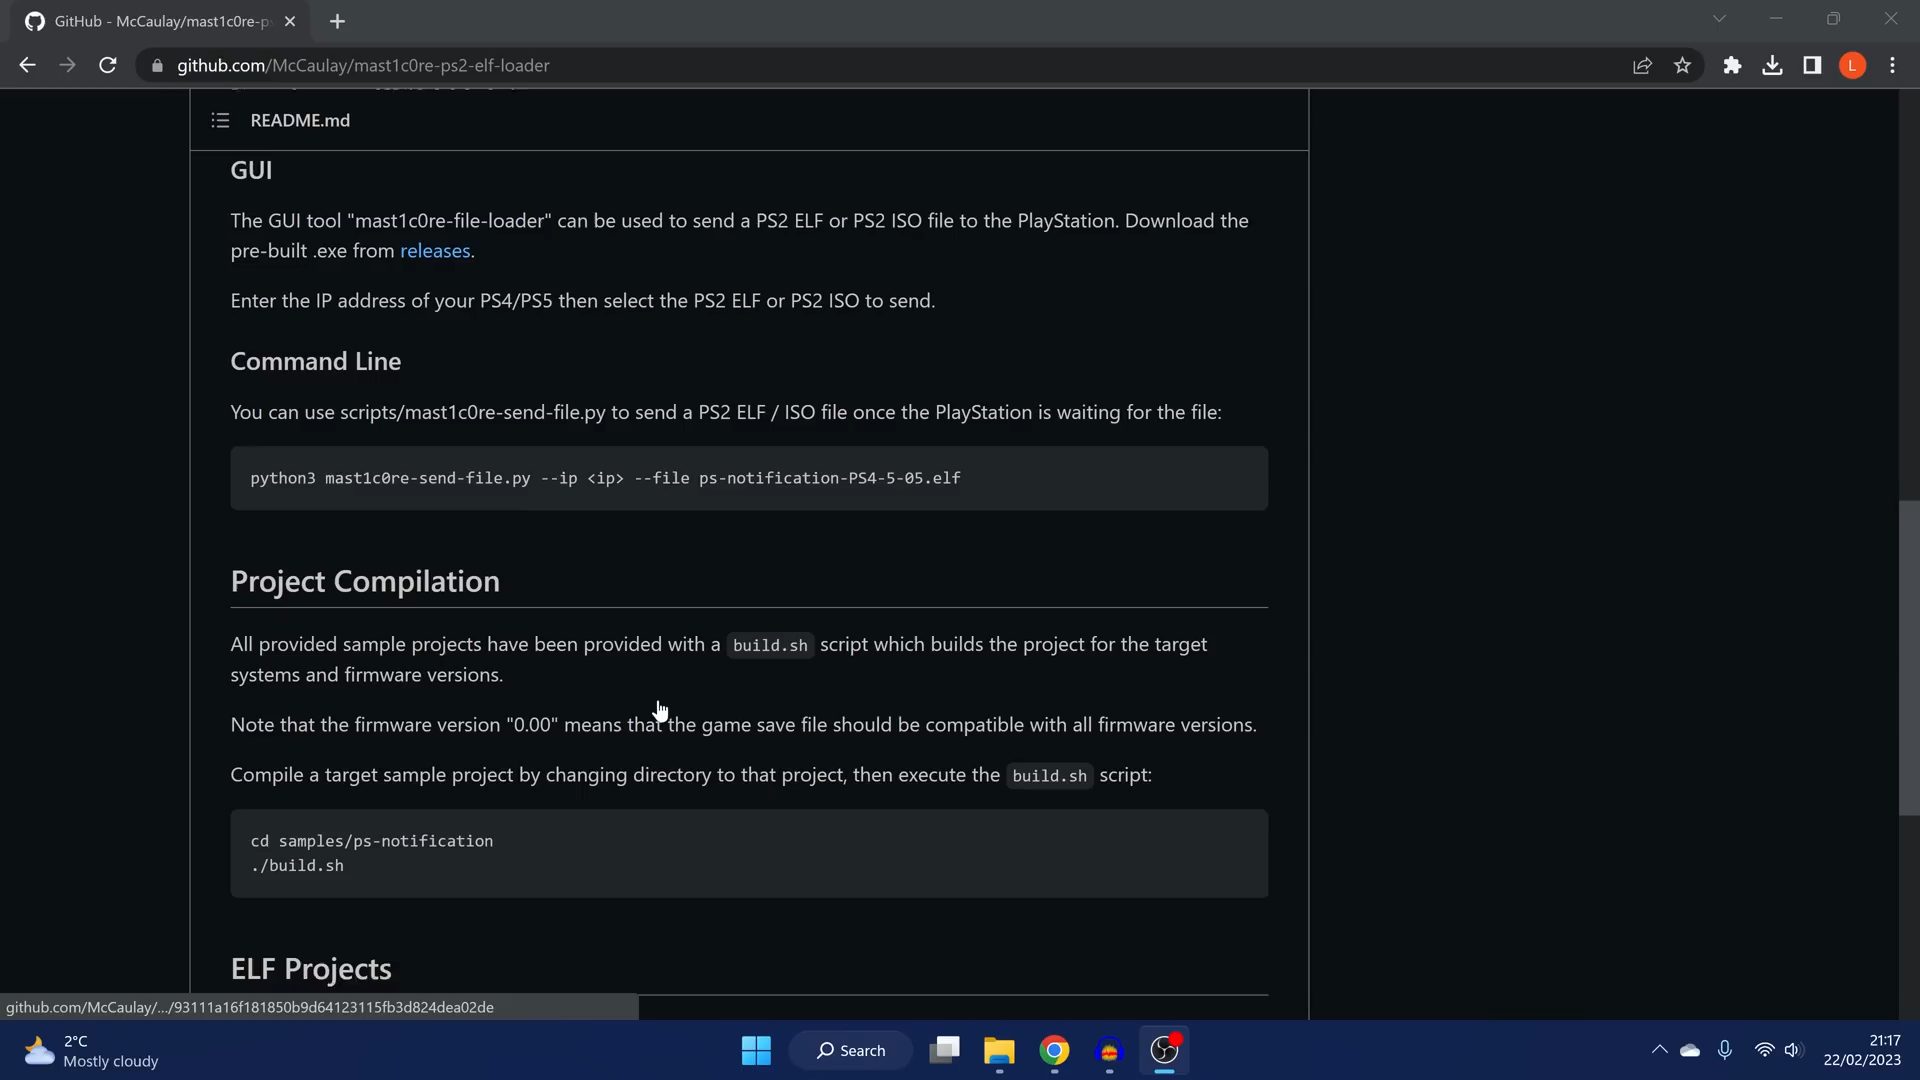 GitHub - McCaulay/mast1c0re-ps
github.com/McCaulay/mast1c0re-ps2-elf-loader
L
README.md
GUI
The GUI tool "mast1c0re-file-loader" can be used to send a PS2 ELF or PS2 ISO file to the PlayStation. Download the
pre-built .exe from releases.
Enter the IP address of your PS4/PS5 then select the PS2 ELF or PS2 ISO to send.
Command Line
You can use scripts/mast1c0re-send-file.py to send a PS2 ELF / ISO file once the PlayStation is waiting for the file:
python3 mast1c0re-send-file.py --ip <ip> --file ps-notification-PS4-5-05.elf
Project Compilation
All provided sample projects have been provided with a build.sh script which builds the project for the target
systems and firmware versions.
Note that the firmware version "0.00" means that the game save file should be compatible with all firmware versions.
Compile a target sample project by changing directory to that project, then execute the build.sh script:
cd samples/ps-notification
./build.sh
ELF Projects
github.com/McCaulay/.../93111a16f181850b9d64123115fb3d824dea02de
2°C
Mostly cloudy
Search
21:17
22/02/2023